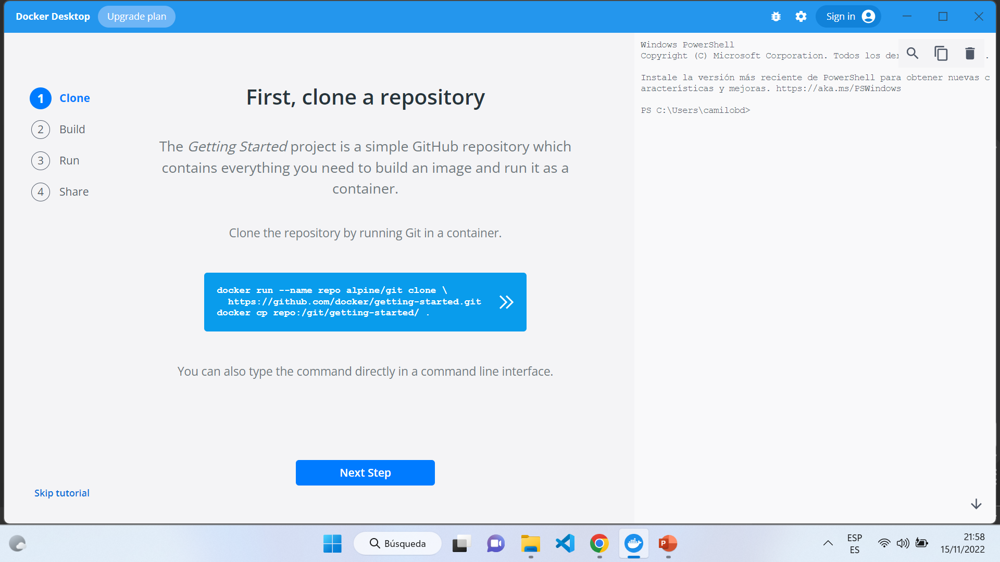 Docker Desktop
Upgrade plan
Sign in
1 Clone
2 Build
3 Run
4 Share
First, clone a repository
The Getting Started project is a simple GitHub repository which
contains everything you need to build an image and run it as a
container.
Clone the repository by running Git in a container.
docker run --name repo alpine/git clone \
https://github.com/docker/getting-started.git
docker cp repo:/git/getting-started/ .
You can also type the command directly in a command line interface.
Next Step
Skip tutorial
Windows PowerShell
Copyright (C) Microsoft Corporation. Todos los
Instale la versión más reciente de PowerShell para obtener nuevas c
aracterísticas y mejoras. https://aka.ms/PSWindows
PS C:\Users\camilobd>
Búsqueda
P
ESP
ES
21:58
15/11/2022